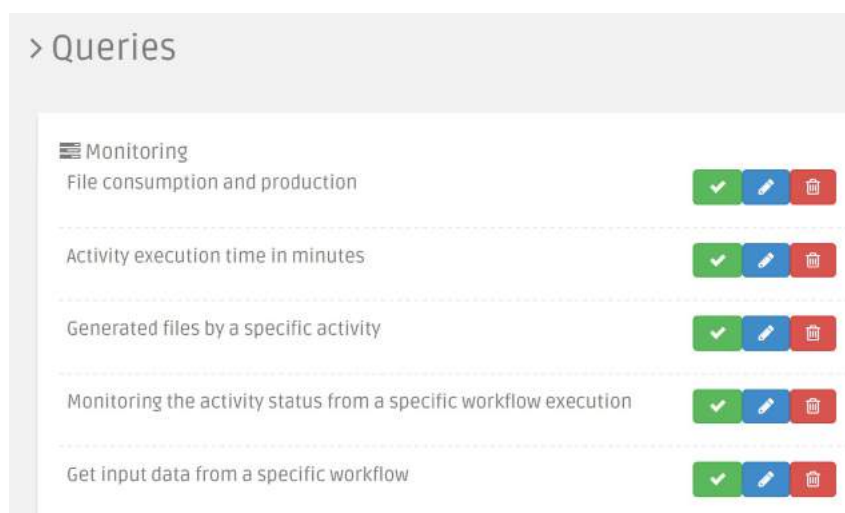 > Queries
Monitoring
File consumption and production
Activity execution time in minutes
Generated files by a specific activity
Monitoring the activity status from a specific workflow execution
Get input data from a specific workflow